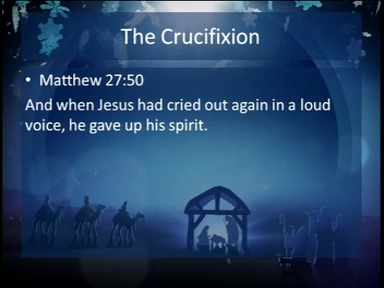 The Crucifixion
• Matthew 27:50
And when Jesus had cried out again in a loud
voice, he gave up his spirit.